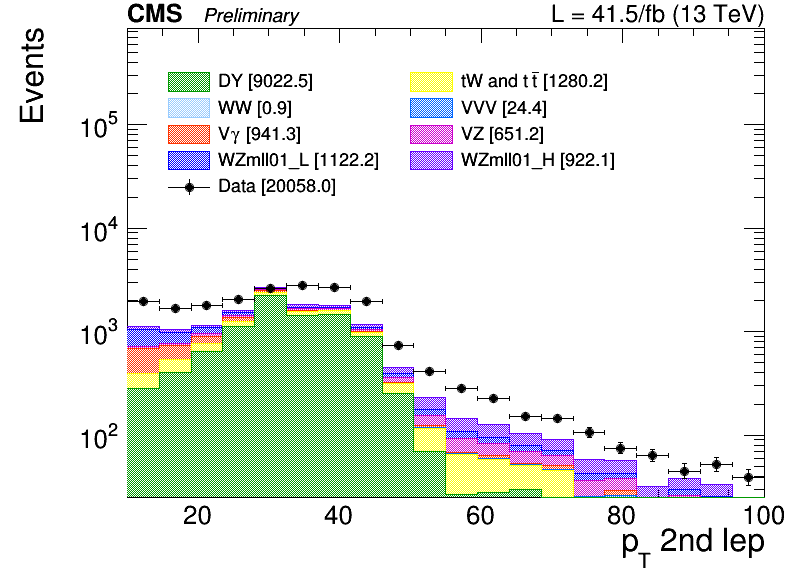 CMS Preliminary L = 41.5/fb (13 TeV)
Events
DY [9022.5] tW and t t̄ [1280.2]
WW [0.9] VVV [24.4]
Vγ [941.3] VZ [651.2]
WZmll01_L [1122.2] WZmll01_H [922.1]
Data [20058.0]
10⁵
10⁴
10³
10²
20 40 60 80 100
p_T 2nd lep